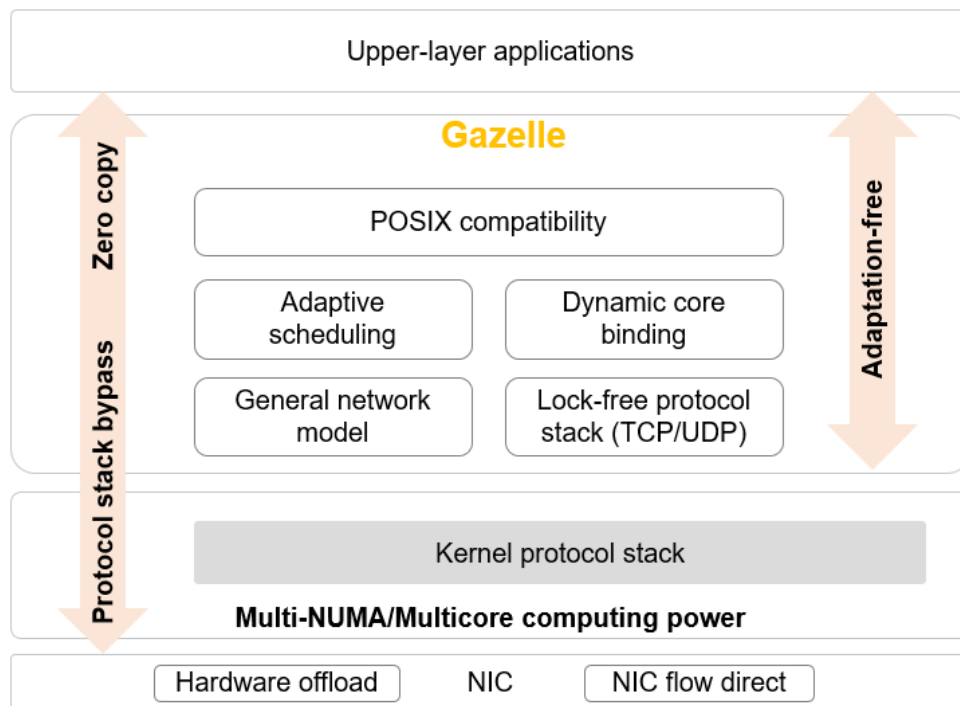 Upper-layer applications
Gazelle
Zero copy
Protocol stack bypass
Adaptation-free
POSIX compatibility
Adaptive
scheduling
Dynamic core
binding
General network
model
Lock-free protocol
stack (TCP/UDP)
Kernel protocol stack
Multi-NUMA/Multicore computing power
Hardware offload
NIC
NIC flow direct